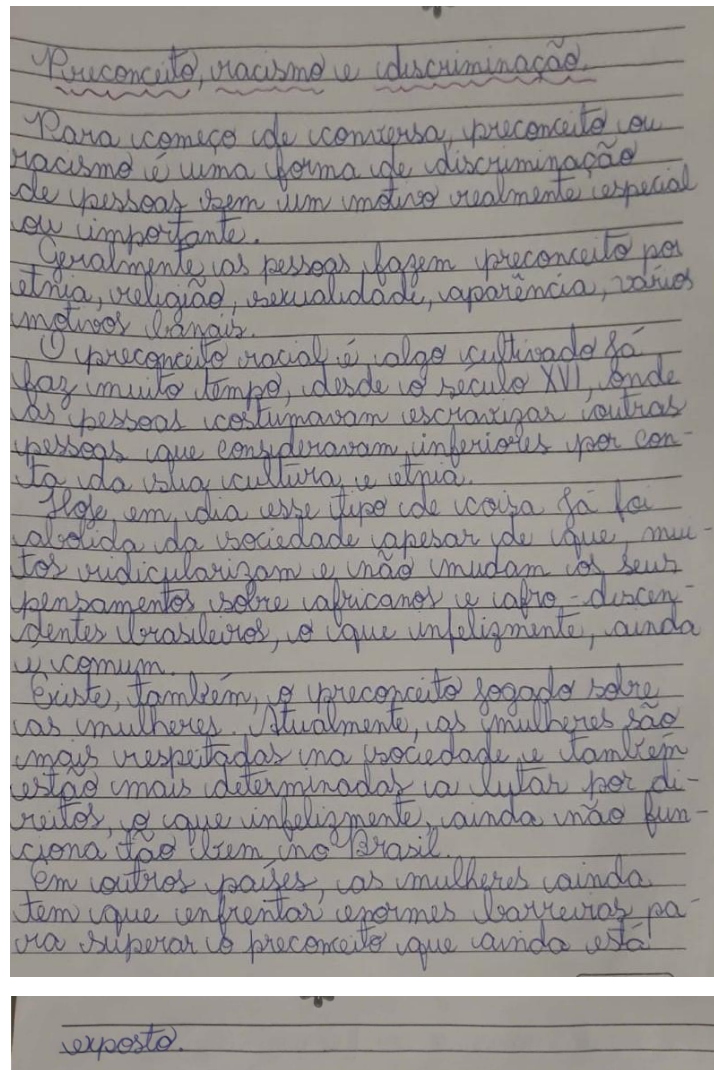 Preconceito, racismo e discriminação.
Para começo de conversa, preconceito ou
racismo é uma forma de discriminação
de pessoas sem um motivo realmente especial
ou importante.
Geralmente as pessoas fazem preconceito por
etnia, religião, sexualidade, aparência, vários
motivos banais.
O preconceito racial é algo cultivado já
faz muito tempo, desde o século XVI, onde
as pessoas costumavam escravizar outras
pessoas que consideravam inferiores por con-
ta da sua cultura e etnia.
Hoje em dia esse tipo de coisa já foi
abolida da sociedade apesar de que, mui-
tos ridicularizam e não mudam os seus
pensamentos sobre africanos e afro-descen-
dentes brasileiros, o que infelizmente, ainda
é comum.
Existe, também, o preconceito jogado sobre
as mulheres. Atualmente, as mulheres são
mais respeitadas na sociedade e também
estão mais determinadas a lutar por di-
reitos, o que infelizmente, ainda não fun-
ciona tão bem no Brasil.
Em outros países, as mulheres ainda
tem que enfrentar enormes barreiras pa-
ra superar o preconceito que ainda está
exposto.